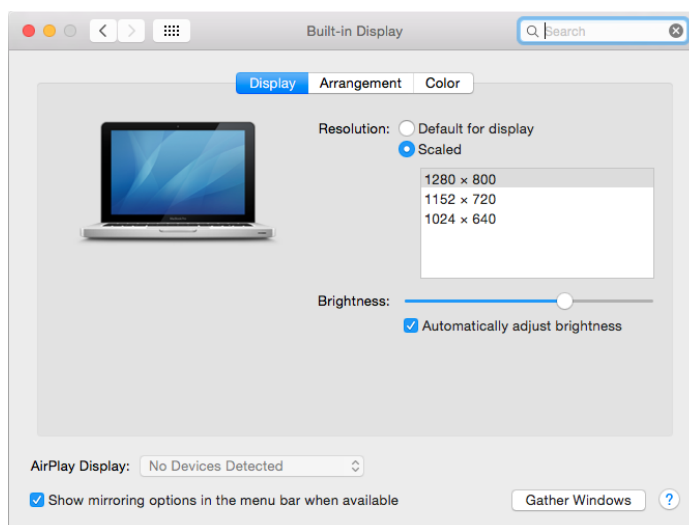 Built-in Display
Search
Display Arrangement Color
Resolution: Default for display
Scaled
1280 × 800
1152 × 720
1024 × 640
Brightness:
Automatically adjust brightness
AirPlay Display: No Devices Detected
Show mirroring options in the menu bar when available
Gather Windows ?